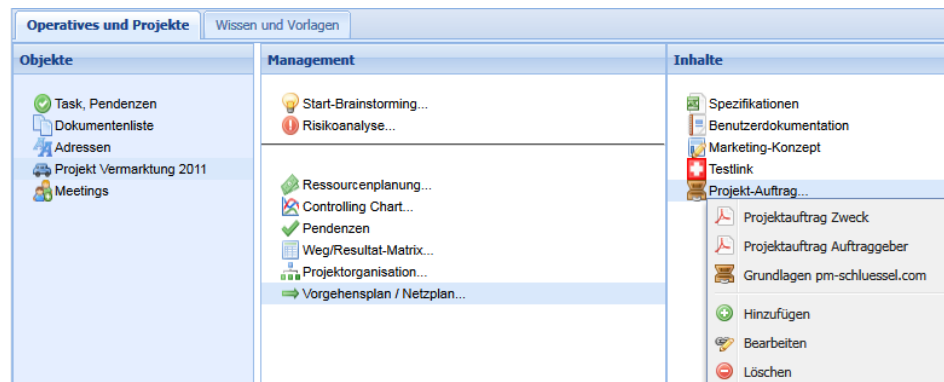 Operatives und Projekte
Wissen und Vorlagen
Objekte
Task, Pendenzen
Dokumentenliste
Adressen
Projekt Vermarktung 2011
Meetings
Management
Start-Brainstorming...
Risikoanalyse...
Ressourcenplanung...
Controlling Chart...
Pendenzen
Weg/Resultat-Matrix...
Projektorganisation...
Vorgehensplan / Netzplan...
Inhalte
Spezifikationen
Benutzerdokumentation
Marketing-Konzept
Testlink
Projekt-Auftrag...
Projektauftrag Zweck
Projektauftrag Auftraggeber
Grundlagen pm-schluessel.com
Hinzufügen
Bearbeiten
Löschen